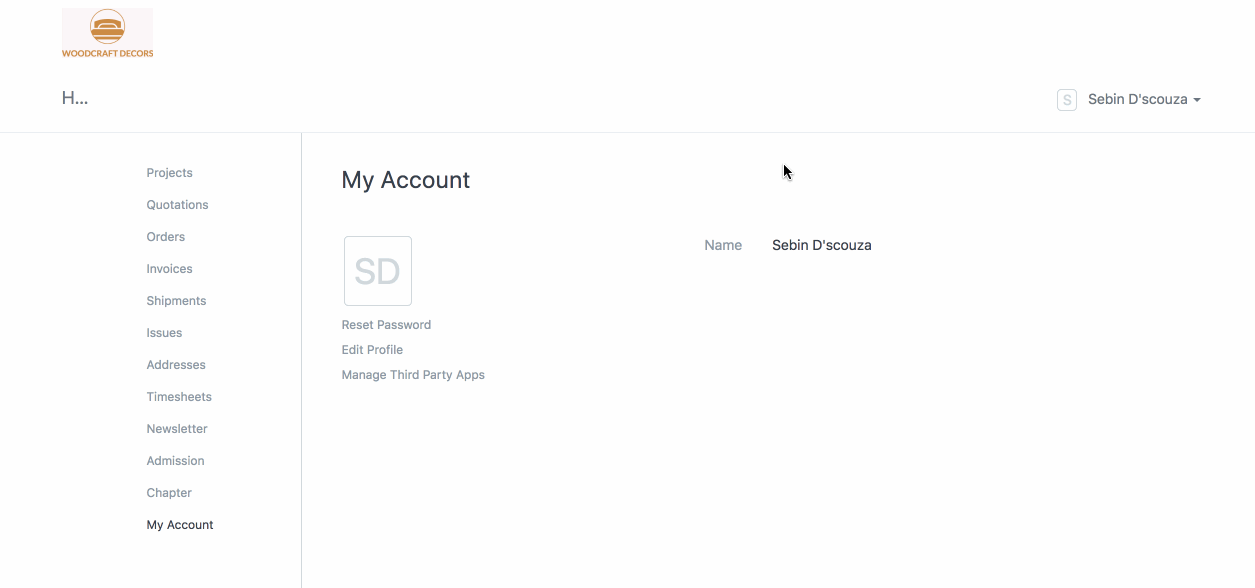 WOODCRAFT DECORS
H...
S Sebin D'scouza
Projects
Quotations
Orders
Invoices
Shipments
Issues
Addresses
Timesheets
Newsletter
Admission
Chapter
My Account
My Account
SD
Reset Password
Edit Profile
Manage Third Party Apps
Name Sebin D'scouza